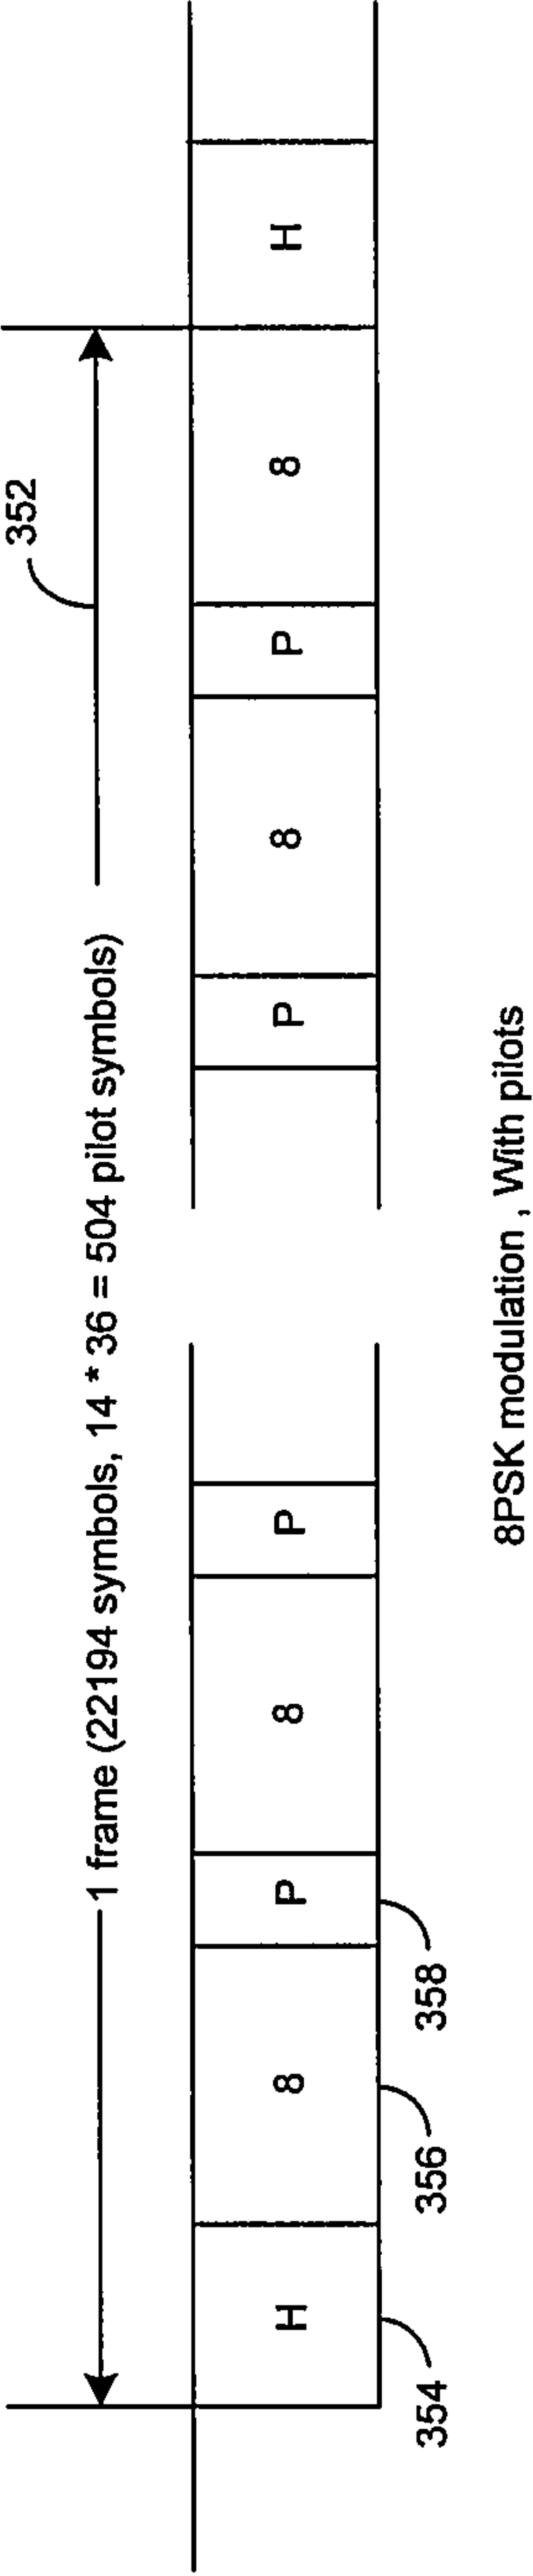 352
1 frame (22194 symbols, 14 * 36 = 504 pilot symbols)
H 8 P 8 P P 8 P 8 H
354 356 358
8PSK modulation , With pilots